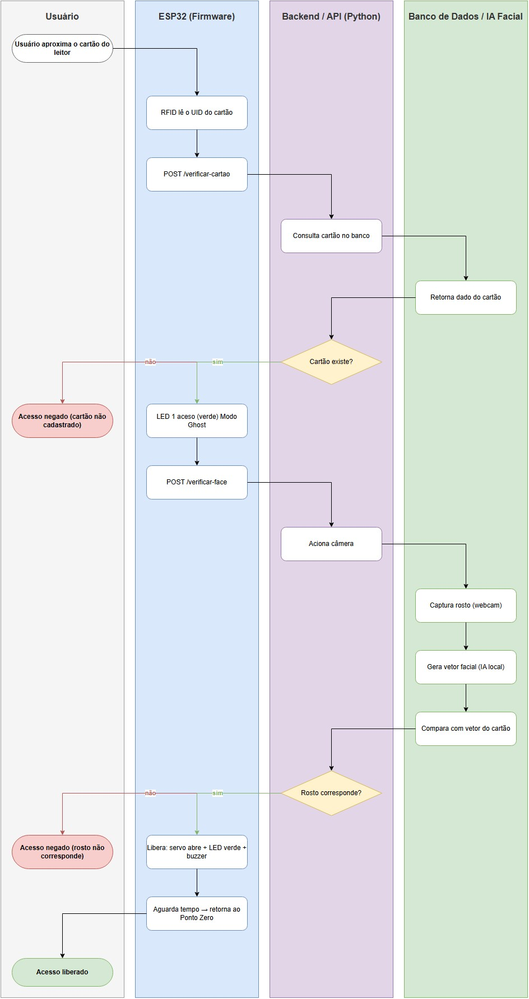 Usuário
ESP32 (Firmware)
Backend / API (Python)
Banco de Dados / IA Facial
Usuário aproxima o cartão do
leitor
RFID lê o UID do cartão
POST /verificar-cartao
Consulta cartão no banco
Retorna dado do cartão
Cartão existe?
não
sim
Acesso negado (cartão não
cadastrado)
LED 1 aceso (verde) Modo
Ghost
POST /verificar-face
Aciona câmera
Captura rosto (webcam)
Gera vetor facial (IA local)
Compara com vetor do cartão
Rosto corresponde?
não
sim
Acesso negado (rosto não
corresponde)
Libera: servo abre + LED verde +
buzzer
Aguarda tempo → retorna ao
Ponto Zero
Acesso liberado